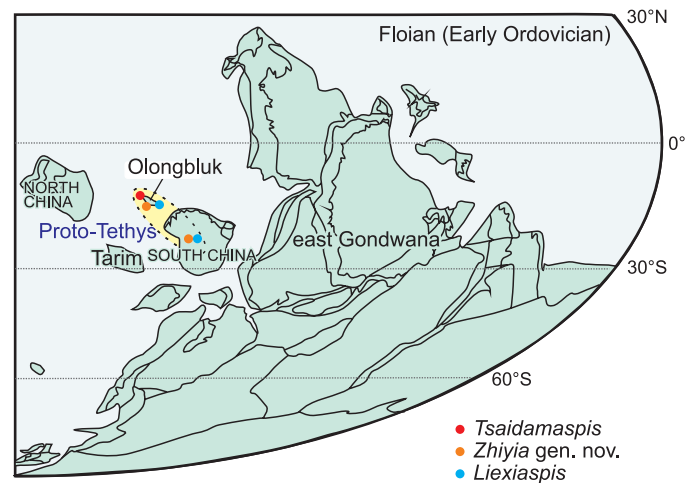 30°N
Floian (Early Ordovician)
0°
Olongbluk
NORTH
CHINA
Proto-Tethys
east Gondwana
Tarim
SOUTH CHINA
30°S
60°S
Tsaidamaspis
Zhiyia gen. nov.
Liexiaspis